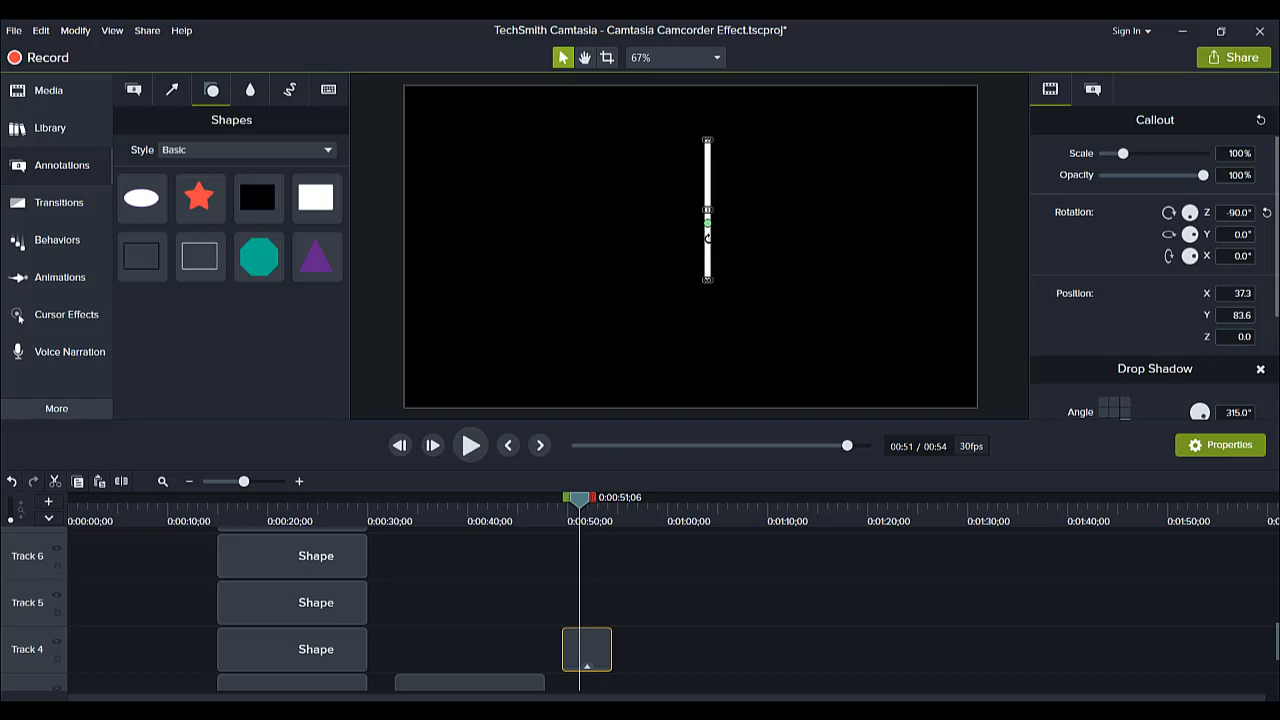 File Edit Modify View Share Help
TechSmith Camtasia - Camtasia Camcorder Effect.tscproj*
Sign In
Record
67%
Share
Media
Library
Annotations
Transitions
Behaviors
Animations
Cursor Effects
Voice Narration
More
Shapes
Style Basic
Callout
Scale 100%
Opacity 100%
Rotation: Z -90.0°
Y 0.0°
X 0.0°
Position: X 37.3
Y 83.6
Z 0.0
Drop Shadow
Angle 315.0°
00:51 / 00:54 30fps
Properties
0:00:51;06
0:00:00;00 0:00:10;00 0:00:20;00 0:00:30;00 0:00:40;00 0:00:50;00 0:01:00;00 0:01:10;00 0:01:20;00 0:01:30;00 0:01:40;00 0:01:50;00
Track 6 Shape
Track 5 Shape
Track 4 Shape